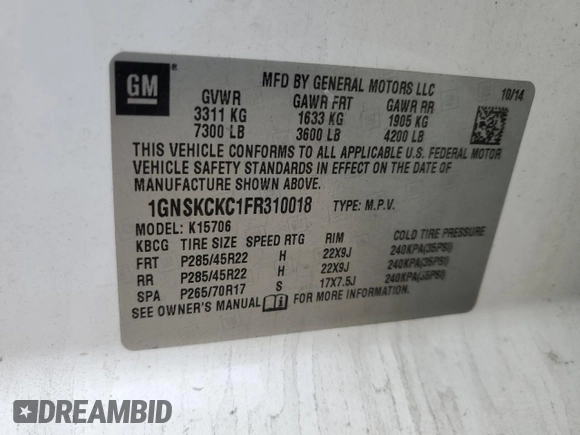 GM ®
MFD BY GENERAL MOTORS LLC 10/14
GVWR GAWR FRT GAWR RR
3311 KG 1633 KG 1905 KG
7300 LB 3600 LB 4200 LB
THIS VEHICLE CONFORMS TO ALL APPLICABLE U.S. FEDERAL MOTOR
VEHICLE SAFETY STANDARDS IN EFFECT ON THE DATE OF
MANUFACTURE SHOWN ABOVE.
1GNSKCKC1FR310018 TYPE: M.P.V.
MODEL: K15706
KBCG TIRE SIZE SPEED RTG RIM COLD TIRE PRESSURE
FRT P285/45R22 H 22X9J 240KPA(35PSI)
RR P285/45R22 H 22X9J 240KPA(35PSI)
SPA P265/70R17 S 17X7.5J 240KPA(35PSI)
SEE OWNER'S MANUAL FOR MORE INFORMATION.
DREAMBID